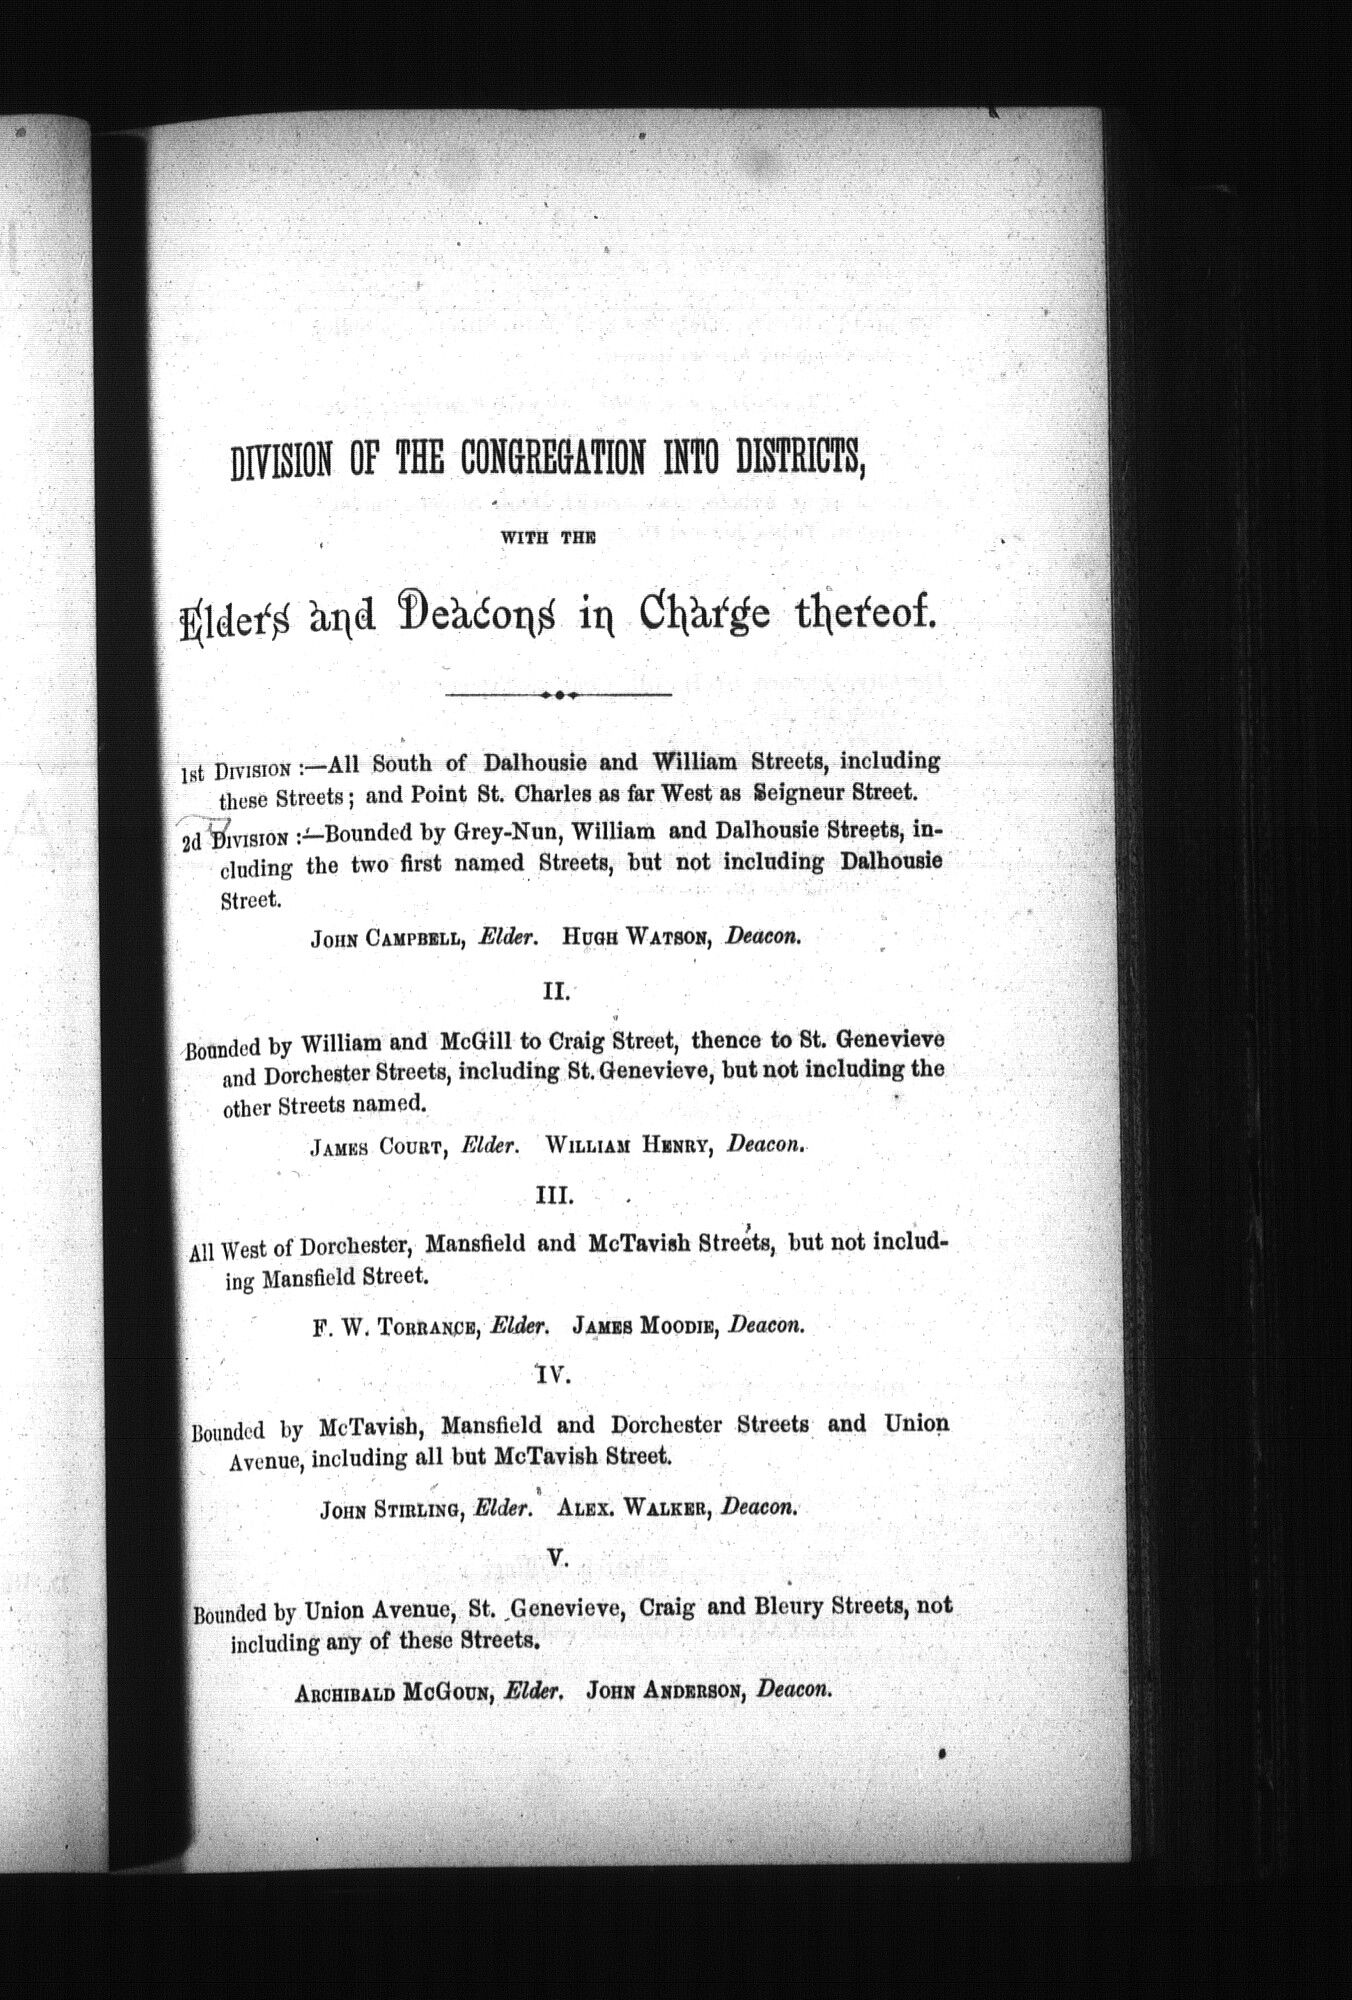 DIVISION OF THE CONGREGATION INTO DISTRICTS,
WITH THE
Elders and Deacons in Charge thereof.
1st DIVISION :—All South of Dalhousie and William Streets, including
these Streets; and Point St. Charles as far West as Seigneur Street.
2d DIVISION :—Bounded by Grey-Nun, William and Dalhousie Streets, in-
cluding the two first named Streets, but not including Dalhousie
Street.
JOHN CAMPBELL, Elder. HUGH WATSON, Deacon.
II.
Bounded by William and McGill to Craig Street, thence to St. Genevieve
and Dorchester Streets, including St. Genevieve, but not including the
other Streets named.
JAMES COURT, Elder. WILLIAM HENRY, Deacon.
III.
All West of Dorchester, Mansfield and McTavish Streets, but not includ-
ing Mansfield Street.
F. W. TORRANCE, Elder. JAMES MOODIE, Deacon.
IV.
Bounded by McTavish, Mansfield and Dorchester Streets and Union
Avenue, including all but McTavish Street.
JOHN STIRLING, Elder. ALEX. WALKER, Deacon.
V.
Bounded by Union Avenue, St. Genevieve, Craig and Bleury Streets, not
including any of these Streets.
ARCHIBALD MCGOUN, Elder. JOHN ANDERSON, Deacon.